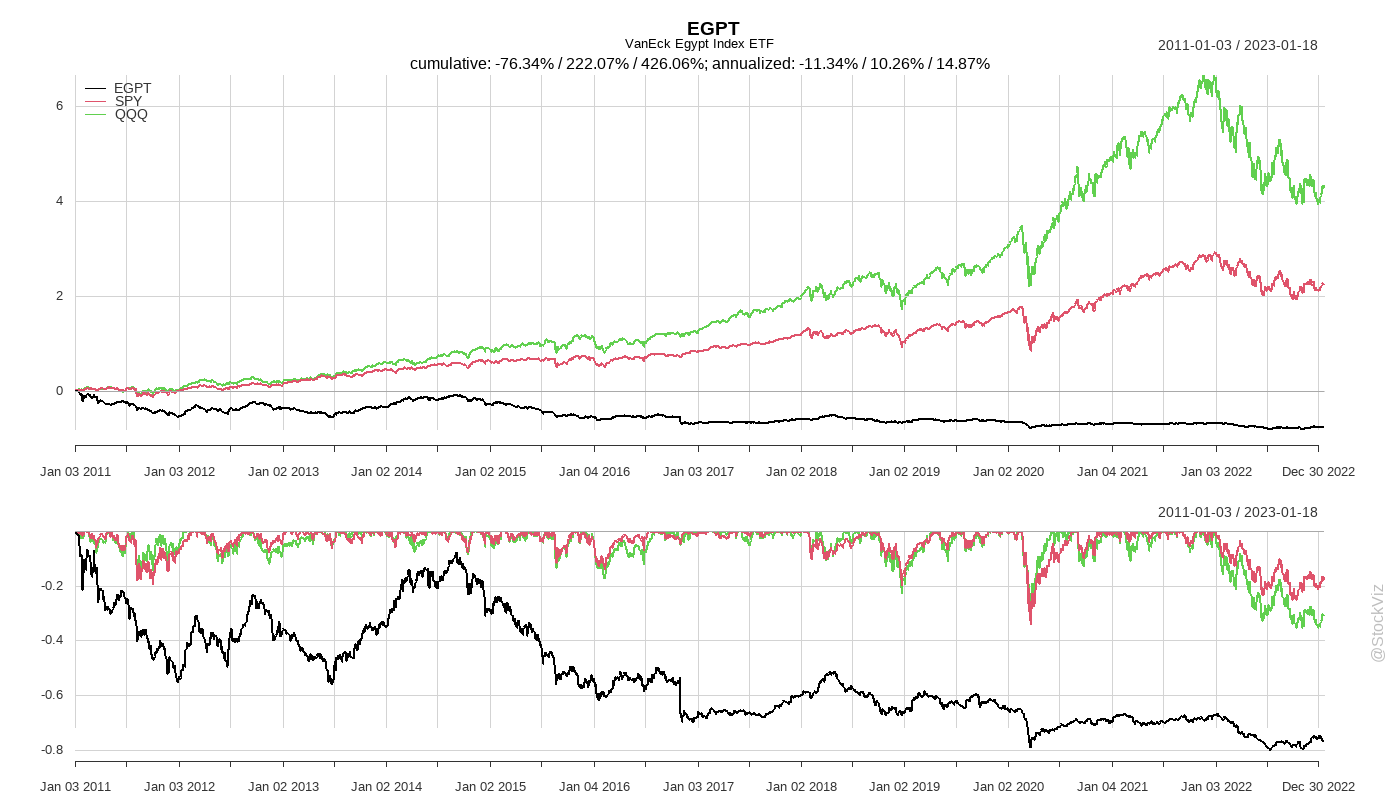 EGPT
VanEck Egypt Index ETF
2011-01-03 / 2023-01-18
cumulative: -76.34% / 222.07% / 426.06%; annualized: -11.34% / 10.26% / 14.87%
EGPT
SPY
QQQ
6
4
2
0
Jan 03 2011 Jan 03 2012 Jan 02 2013 Jan 02 2014 Jan 02 2015 Jan 04 2016 Jan 03 2017 Jan 02 2018 Jan 02 2019 Jan 02 2020 Jan 04 2021 Jan 03 2022 Dec 30 2022
2011-01-03 / 2023-01-18
-0.2
-0.4
-0.6
-0.8
Jan 03 2011 Jan 03 2012 Jan 02 2013 Jan 02 2014 Jan 02 2015 Jan 04 2016 Jan 03 2017 Jan 02 2018 Jan 02 2019 Jan 02 2020 Jan 04 2021 Jan 03 2022 Dec 30 2022
@StockViz